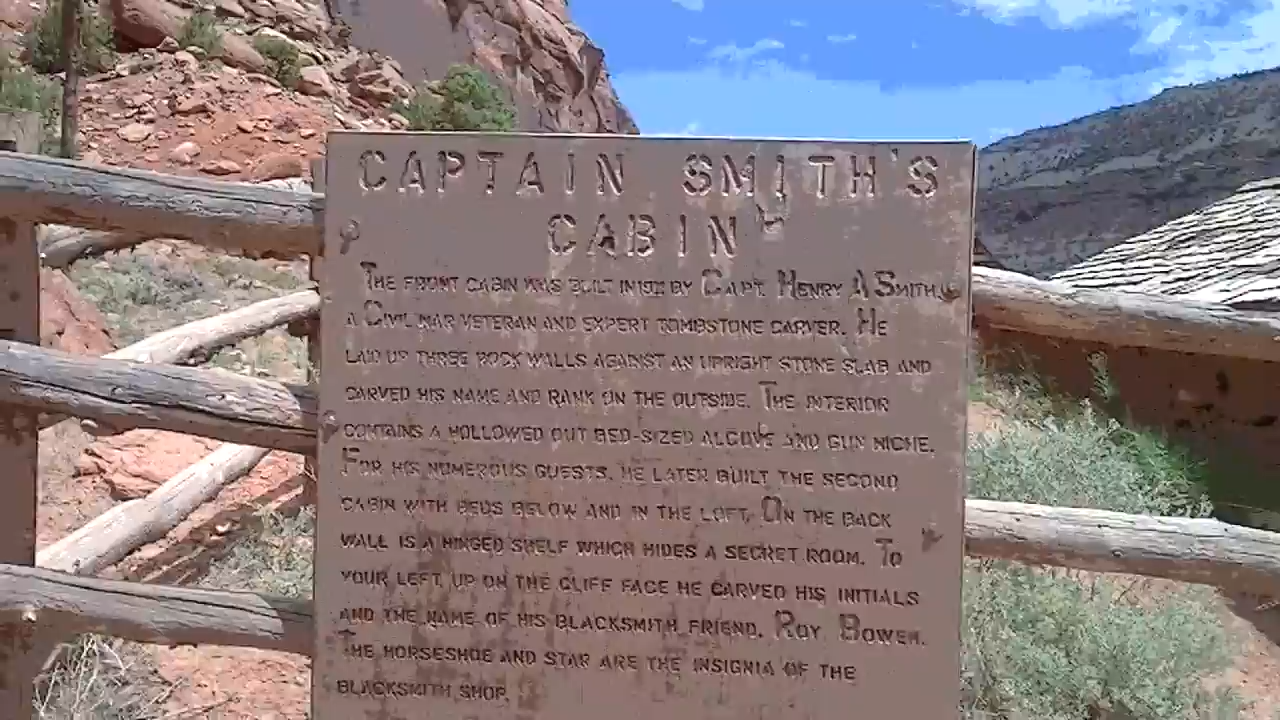 CAPTAIN SMITH'S
CABIN
THE FRONT CABIN WAS BUILT IN BY CAPT. HENRY A SMITH,
A CIVIL WAR VETERAN AND EXPERT TOMBSTONE CARVER. HE
LAID UP THREE ROCK WALLS AGAINST AN UPRIGHT STONE SLAB AND
CARVED HIS NAME AND RANK ON THE OUTSIDE. THE INTERIOR
CONTAINS A HOLLOWED OUT BED-SIZED ALCOVE AND GUN NICHE.
FOR HIS NUMEROUS GUESTS, HE LATER BUILT THE SECOND
CABIN WITH BEDS BELOW AND IN THE LOFT. ON THE BACK
WALL IS A HINGED SHELF WHICH HIDES A SECRET ROOM. TO
YOUR LEFT, UP ON THE CLIFF FACE HE CARVED HIS INITIALS
AND THE NAME OF HIS BLACKSMITH FRIEND, ROY BOWEN.
THE HORSESHOE AND STAR ARE THE INSIGNIA OF THE
BLACKSMITH SHOP.